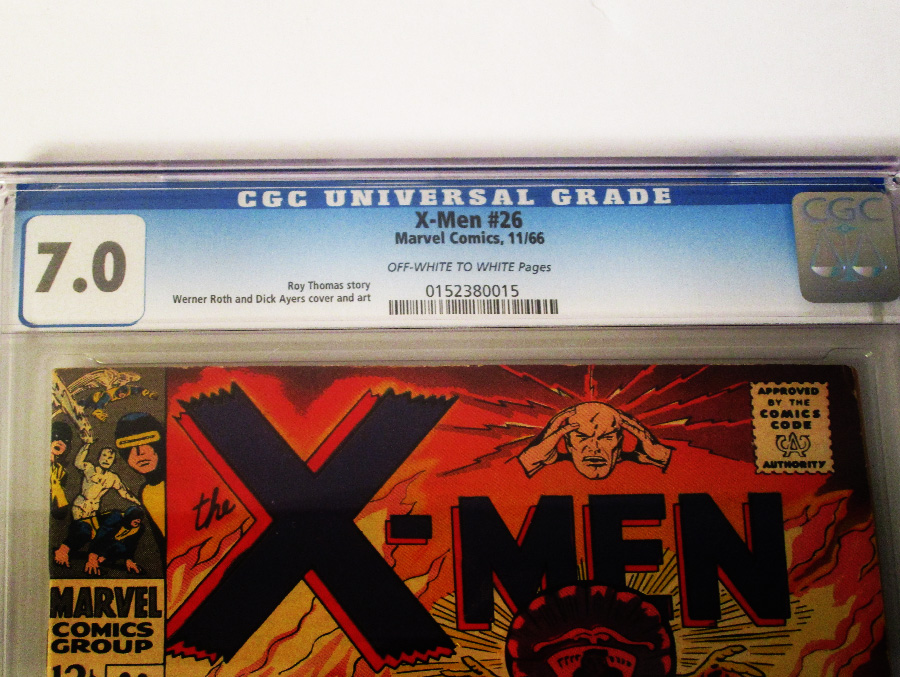 CGC UNIVERSAL GRADE
7.0
X-Men #26
Marvel Comics, 11/66
OFF-WHITE TO WHITE Pages
Roy Thomas story
Werner Roth and Dick Ayers cover and art
0152380015
CGC
APPROVED
BY THE
COMICS
CODE
CA
AUTHORITY
the
X-MEN
MARVEL
COMICS
GROUP
12¢